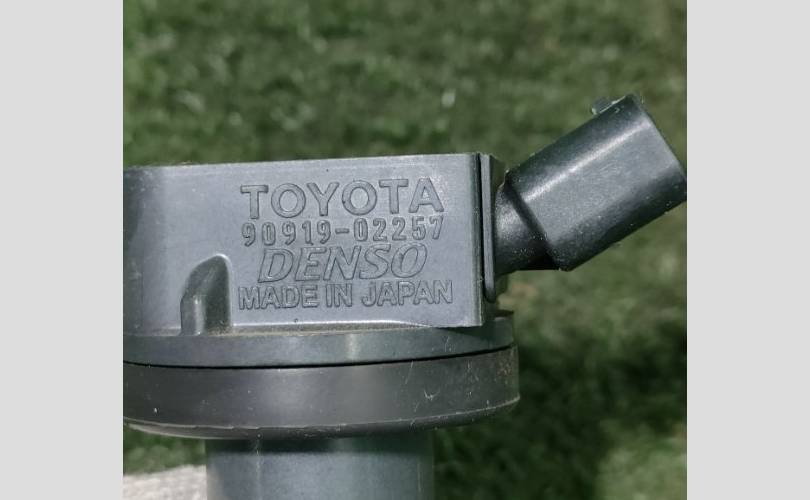 TOYOTA
90919-02257
DENSO
MADE IN JAPAN